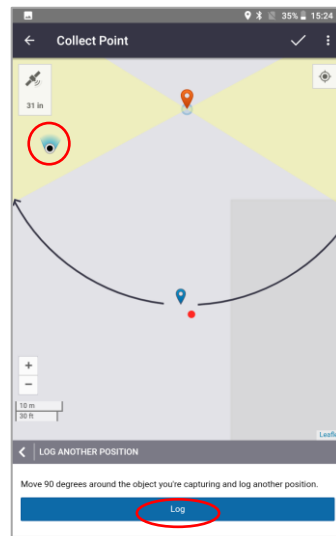 35% 15:24
Collect Point
31 in
+
−
10 m
30 ft
Leafle
LOG ANOTHER POSITION
Move 90 degrees around the object you're capturing and log another position.
Log